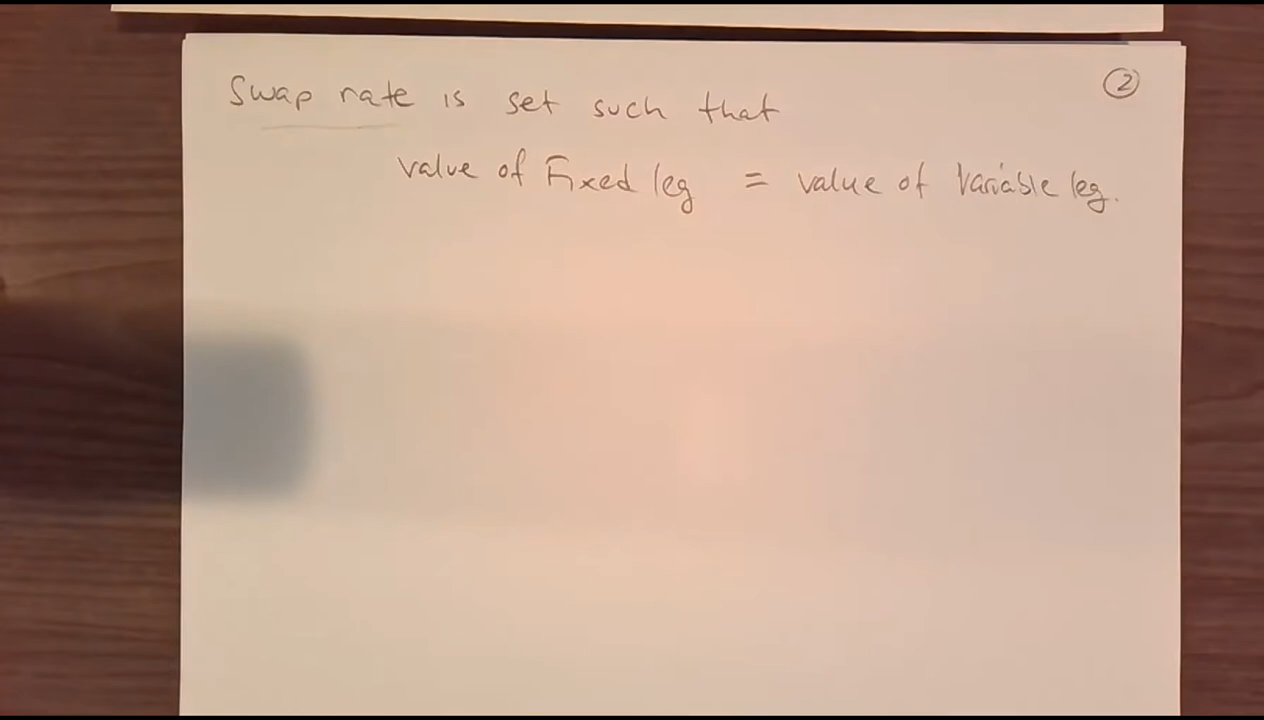 Swap rate is set such that ②
value of Fixed leg = value of Variable leg.